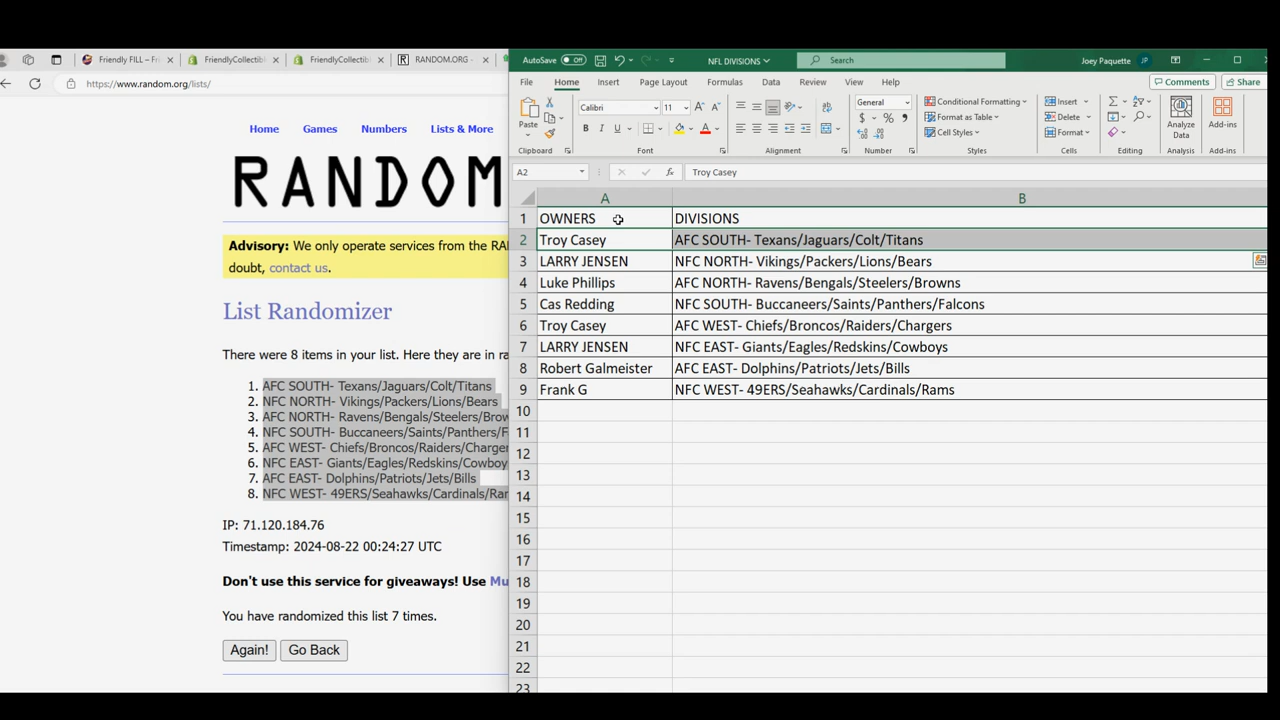 Friendly FILL – F
FriendlyCollectib
FriendlyCollectib
RANDOM.ORG -
https://www.random.org/lists/
Home Games Numbers Lists & More
RANDOM
Advisory: We only operate services from the RA
doubt, contact us.
List Randomizer
There were 8 items in your list. Here they are in ra
1. AFC SOUTH- Texans/Jaguars/Colt/Titans
2. NFC NORTH- Vikings/Packers/Lions/Bears
3. AFC NORTH- Ravens/Bengals/Steelers/Brow
4. NFC SOUTH- Buccaneers/Saints/Panthers/F
5. AFC WEST- Chiefs/Broncos/Raiders/Charger
6. NFC EAST- Giants/Eagles/Redskins/Cowboy
7. AFC EAST- Dolphins/Patriots/Jets/Bills
8. NFC WEST- 49ERS/Seahawks/Cardinals/Ra
IP: 71.120.184.76
Timestamp: 2024-08-22 00:24:27 UTC
Don't use this service for giveaways! Use Mu
You have randomized this list 7 times.
Again! Go Back
AutoSave Off NFL DIVISIONS Search Joey Paquette JP
File Home Insert Page Layout Formulas Data Review View Help Comments Share
Paste Calibri 11 General Conditional Formatting Insert Analyze Data Add-ins
B I U $ % Format as Table Delete
Cell Styles Format
Clipboard Font Alignment Number Styles Cells Editing Analysis Add-ins
A2 fx Troy Casey
A B
1 OWNERS DIVISIONS
2 Troy Casey AFC SOUTH- Texans/Jaguars/Colt/Titans
3 LARRY JENSEN NFC NORTH- Vikings/Packers/Lions/Bears
4 Luke Phillips AFC NORTH- Ravens/Bengals/Steelers/Browns
5 Cas Redding NFC SOUTH- Buccaneers/Saints/Panthers/Falcons
6 Troy Casey AFC WEST- Chiefs/Broncos/Raiders/Chargers
7 LARRY JENSEN NFC EAST- Giants/Eagles/Redskins/Cowboys
8 Robert Galmeister AFC EAST- Dolphins/Patriots/Jets/Bills
9 Frank G NFC WEST- 49ERS/Seahawks/Cardinals/Rams
10
11
12
13
14
15
16
17
18
19
20
21
22
23